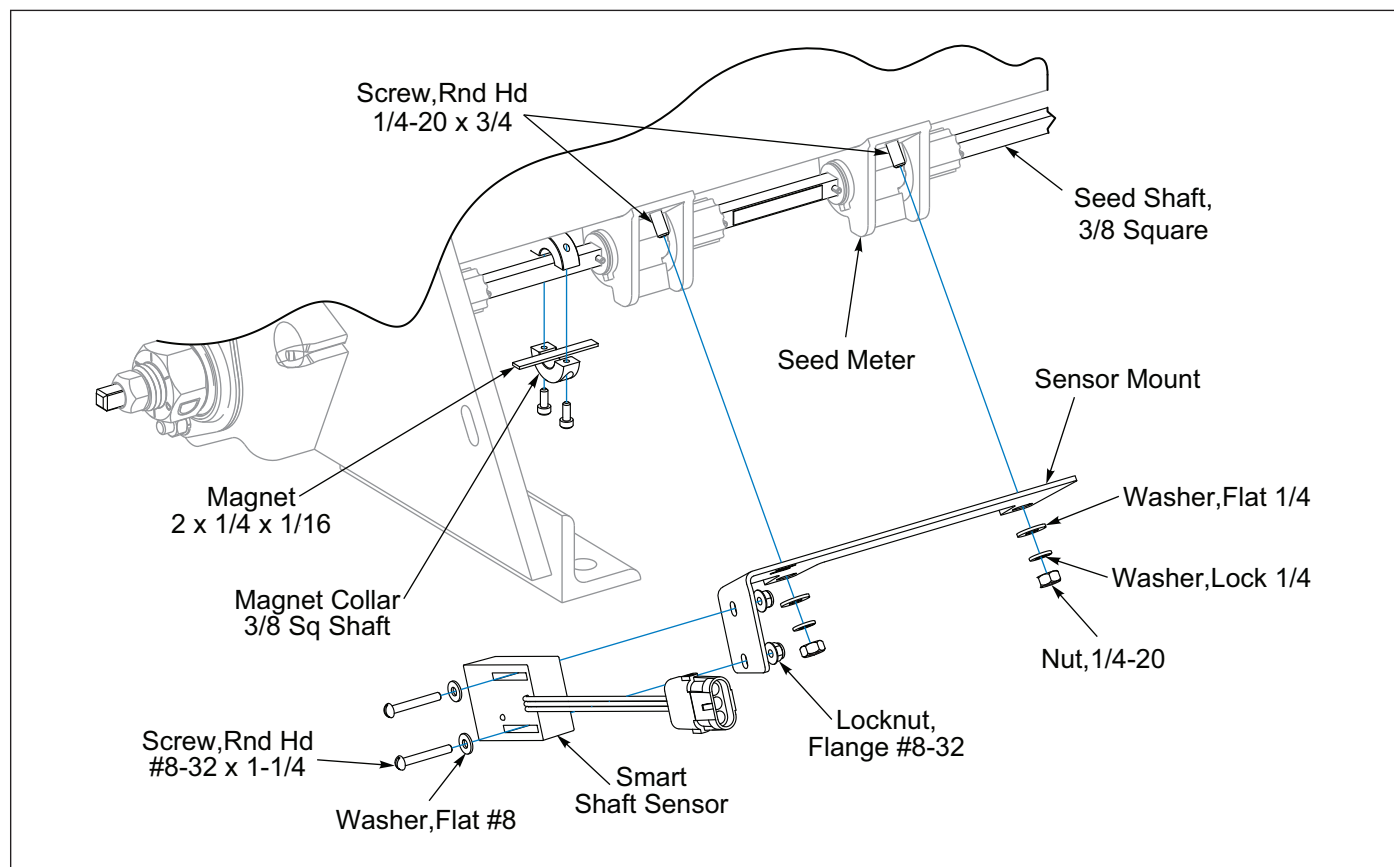 Screw,Rnd Hd
1/4-20 x 3/4
Seed Shaft,
3/8 Square
Seed Meter
Sensor Mount
Magnet
2 x 1/4 x 1/16
Washer,Flat 1/4
Washer,Lock 1/4
Magnet Collar
3/8 Sq Shaft
Nut,1/4-20
Locknut,
Flange #8-32
Screw,Rnd Hd
#8-32 x 1-1/4
Smart
Shaft Sensor
Washer,Flat #8